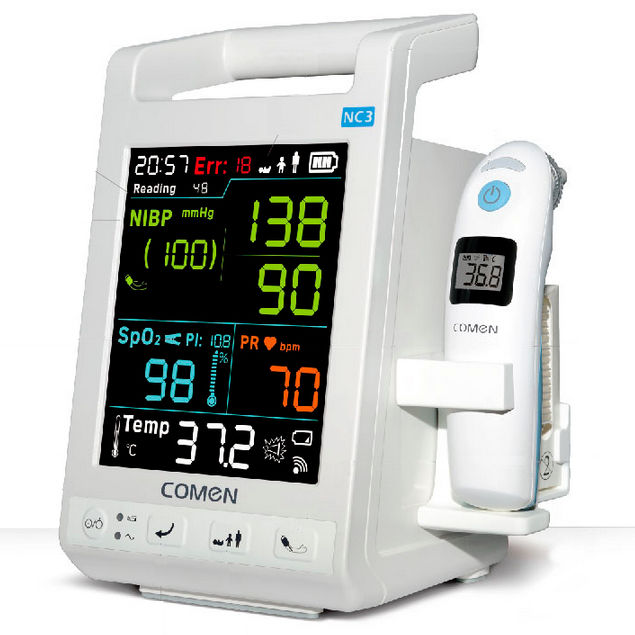 NC3
20:57 Err: 18
Reading 48
NIBP mmHg 138
(100)
90
SpO2 PI: 10.8 PR bpm
%
98 70
Temp 37.2
°C
COMEN
36.8
COMEN